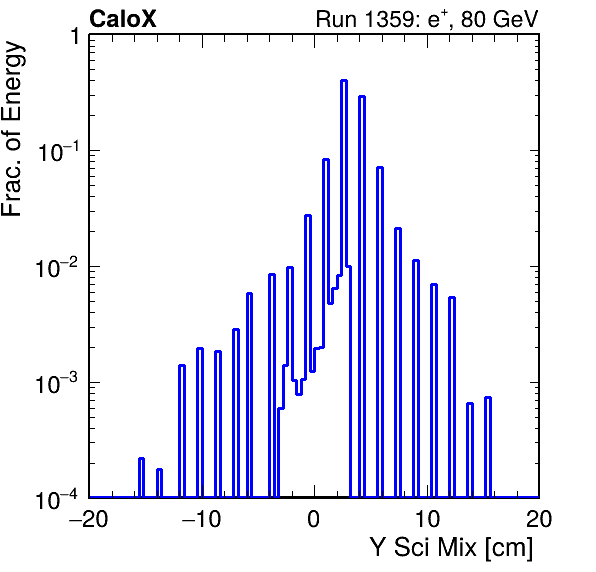 CaloX Run 1359: e⁺, 80 GeV
Frac. of Energy
1
10⁻¹
10⁻²
10⁻³
10⁻⁴
−20 −10 0 10 20
Y Sci Mix [cm]